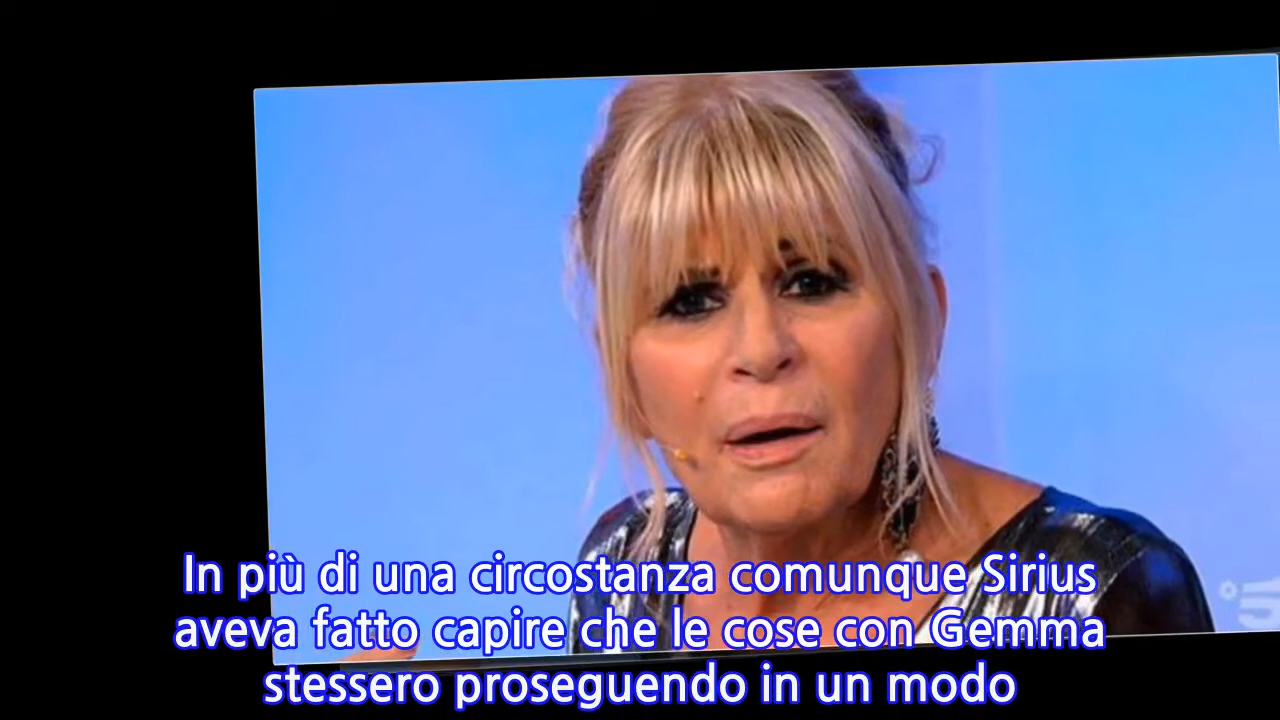 In più di una circostanza comunque Sirius
aveva fatto capire che le cose con Gemma
stessero proseguendo in un modo